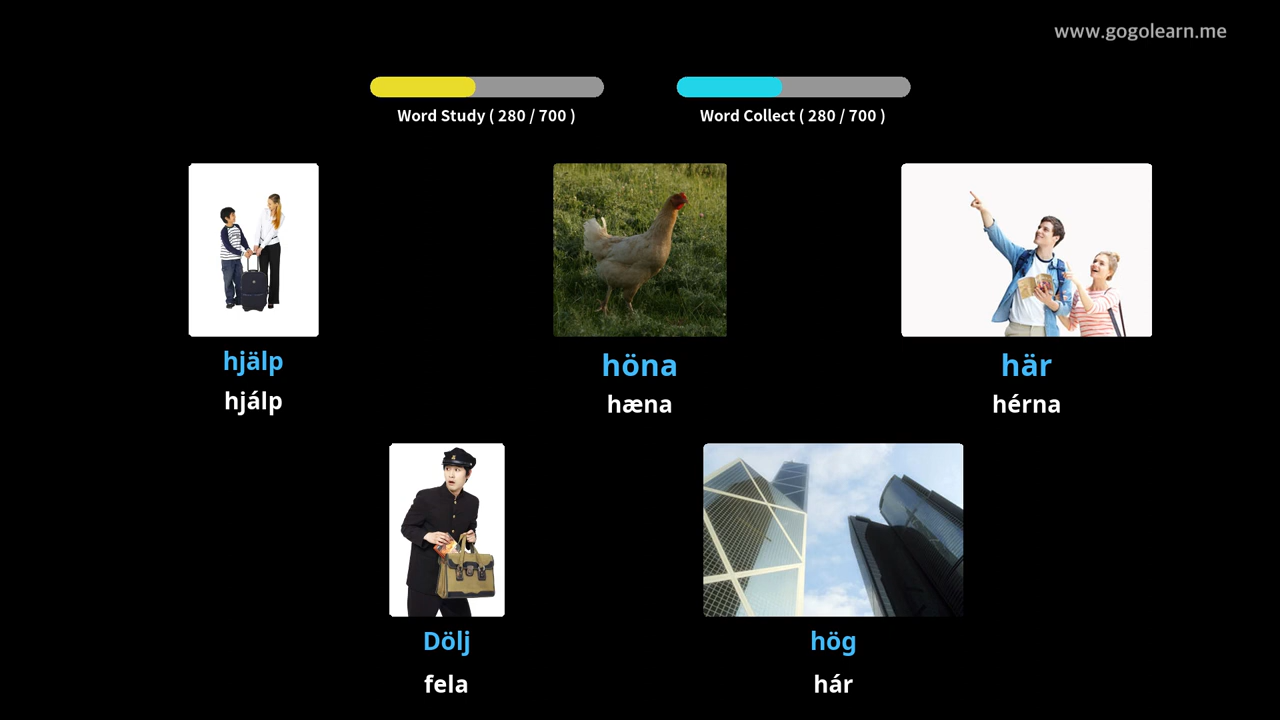 www.gogolearn.me
Word Study ( 280 / 700 )
Word Collect ( 280 / 700 )
hjälp
hjálp
höna
hæna
här
hérna
Dölj
fela
hög
hár